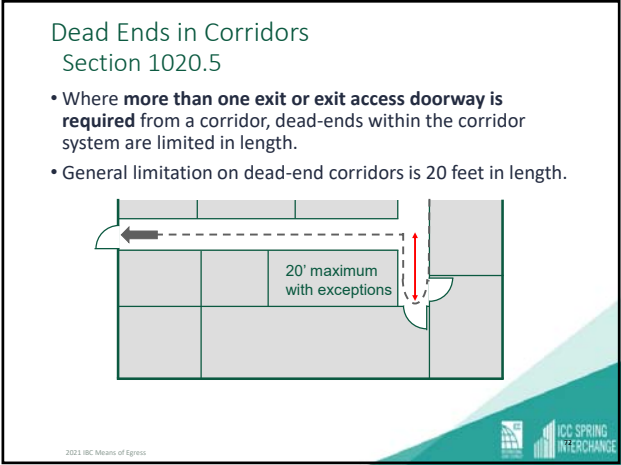 Dead Ends in Corridors
Section 1020.5
• Where more than one exit or exit access doorway is
required from a corridor, dead-ends within the corridor
system are limited in length.
• General limitation on dead-end corridors is 20 feet in length.
20' maximum
with exceptions
2021 IBC Means of Egress
ICC SPRING
INTERCHANGE